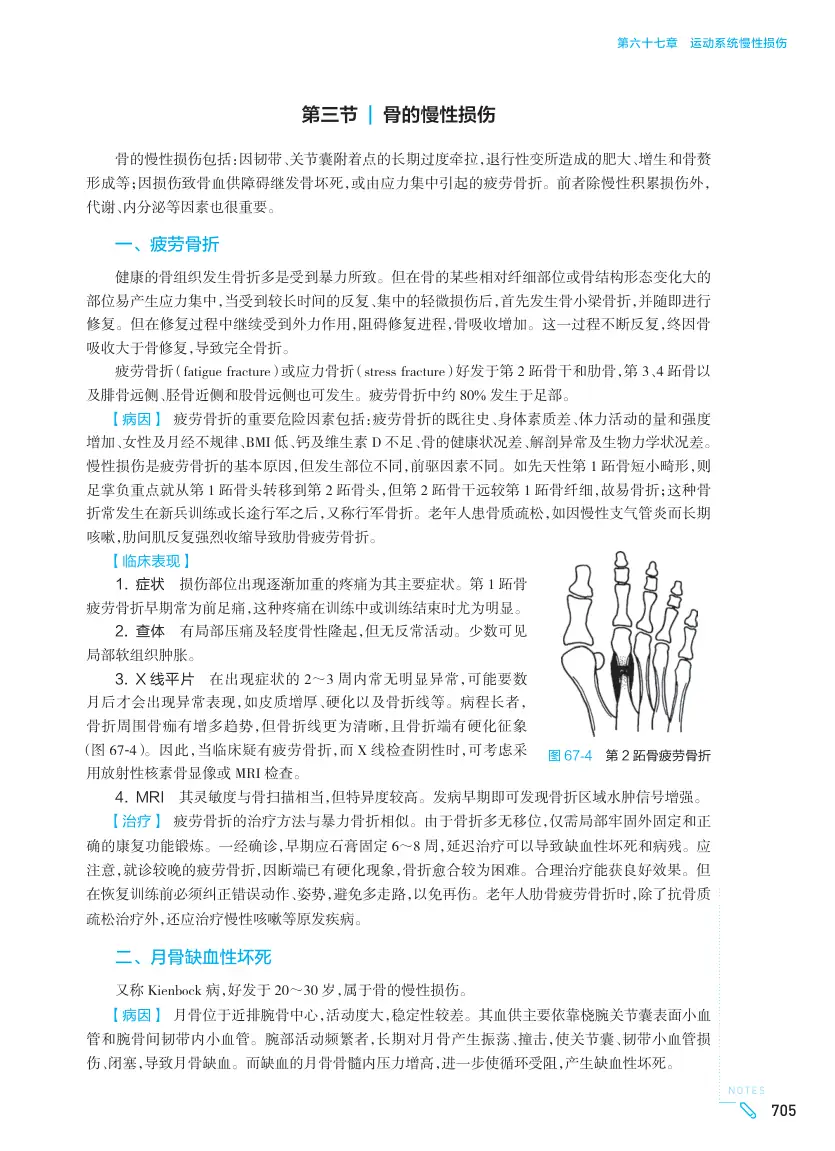 第六十七章 运动系统慢性损伤
第三节 | 骨的慢性损伤
骨的慢性损伤包括:因韧带、关节囊附着点的长期过度牵拉,退行性变所造成的肥大、增生和骨赘
形成等;因损伤致骨血供障碍继发骨坏死,或由应力集中引起的疲劳骨折。前者除慢性积累损伤外,
代谢、内分泌等因素也很重要。
一、疲劳骨折
健康的骨组织发生骨折多是受到暴力所致。但在骨的某些相对纤细部位或骨结构形态变化大的
部位易产生应力集中,当受到较长时间的反复、集中的轻微损伤后,首先发生骨小梁骨折,并随即进行
修复。但在修复过程中继续受到外力作用,阻碍修复进程,骨吸收增加。这一过程不断反复,终因骨
吸收大于骨修复,导致完全骨折。
疲劳骨折(fatigue fracture)或应力骨折(stress fracture)好发于第 2 跖骨干和肋骨,第 3、4 跖骨以
及腓骨远侧、胫骨近侧和股骨远侧也可发生。疲劳骨折中约 80% 发生于足部。
【病因】 疲劳骨折的重要危险因素包括:疲劳骨折的既往史、身体素质差、体力活动的量和强度
增加、女性及月经不规律、BMI 低、钙及维生素 D 不足、骨的健康状况差、解剖异常及生物力学状况差。
慢性损伤是疲劳骨折的基本原因,但发生部位不同,前驱因素不同。如先天性第 1 跖骨短小畸形,则
足掌负重点就从第 1 跖骨头转移到第 2 跖骨头,但第 2 跖骨干远较第 1 跖骨纤细,故易骨折;这种骨
折常发生在新兵训练或长途行军之后,又称行军骨折。老年人患骨质疏松,如因慢性支气管炎而长期
咳嗽,肋间肌反复强烈收缩导致肋骨疲劳骨折。
【临床表现】
1. 症状 损伤部位出现逐渐加重的疼痛为其主要症状。第 1 跖骨
疲劳骨折早期常为前足痛,这种疼痛在训练中或训练结束时尤为明显。
2. 查体 有局部压痛及轻度骨性隆起,但无反常活动。少数可见
局部软组织肿胀。
3. X 线平片 在出现症状的 2～3 周内常无明显异常,可能要数
月后才会出现异常表现,如皮质增厚、硬化以及骨折线等。病程长者,
骨折周围骨痂有增多趋势,但骨折线更为清晰,且骨折端有硬化征象
(图 67-4)。因此,当临床疑有疲劳骨折,而 X 线检查阴性时,可考虑采
用放射性核素骨显像或 MRI 检查。
图 67-4 第 2 跖骨疲劳骨折
4. MRI 其灵敏度与骨扫描相当,但特异度较高。发病早期即可发现骨折区域水肿信号增强。
【治疗】 疲劳骨折的治疗方法与暴力骨折相似。由于骨折多无移位,仅需局部牢固外固定和正
确的康复功能锻炼。一经确诊,早期应石膏固定 6～8 周,延迟治疗可以导致缺血性坏死和病残。应
注意,就诊较晚的疲劳骨折,因断端已有硬化现象,骨折愈合较为困难。合理治疗能获良好效果。但
在恢复训练前必须纠正错误动作、姿势,避免多走路,以免再伤。老年人肋骨疲劳骨折时,除了抗骨质
疏松治疗外,还应治疗慢性咳嗽等原发疾病。
二、月骨缺血性坏死
又称 Kienbock 病,好发于 20～30 岁,属于骨的慢性损伤。
【病因】 月骨位于近排腕骨中心,活动度大,稳定性较差。其血供主要依靠桡腕关节囊表面小血
管和腕骨间韧带内小血管。腕部活动频繁者,长期对月骨产生振荡、撞击,使关节囊、韧带小血管损
伤、闭塞,导致月骨缺血。而缺血的月骨骨髓内压力增高,进一步使循环受阻,产生缺血性坏死。
NOTES
705